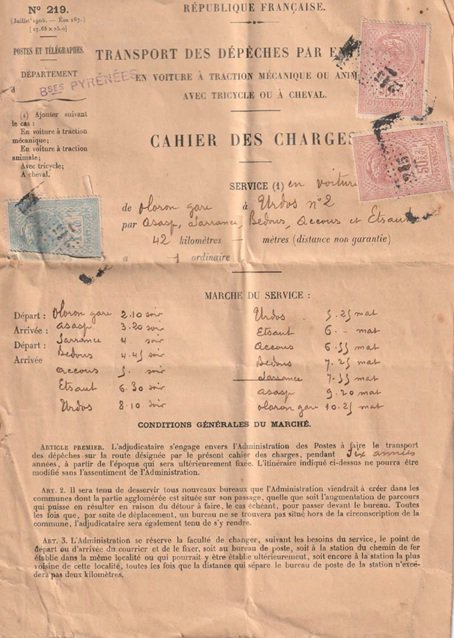 N° 219.
RÉPUBLIQUE FRANÇAISE.
POSTES ET TÉLÉGRAPHES.
DÉPARTEMENT
d
BSES PYRÉNÉES
TRANSPORT DES DÉPÊCHES PAR EN
EN VOITURE À TRACTION MÉCANIQUE OU ANIM
AVEC TRICYCLE OU À CHEVAL.
(1) Ajouter suivant
le cas :
En voiture à traction
mécanique;
En voiture à traction
animale;
Avec tricycle;
A cheval.
CAHIER DES CHARGES
SERVICE (1) en voiture
de Oloron gare à Urdos n°2
par Asasp, Sarrance, Bedous, Accous et Etsaut
42 kilomètres mètres (distance non garantie)
à 1 ordinaire
MARCHE DU SERVICE :
Départ : Oloron gare 2.10 soir
Arrivée : Asasp 3.20 soir
Départ : Sarrance 4 soir
Arrivée Bedous 4.45 soir
Accous 5. soir
Etsaut 6.30 soir
Urdos 8.10 soir
Urdos 5.25 mat
Etsaut 6 mat
Accous 6.55 mat
Bedous 7.25 mat
Sarrance 7.55 mat
Asasp 9.20 mat
Oloron gare 10.25 mat
CONDITIONS GÉNÉRALES DU MARCHÉ.
ARTICLE PREMIER. L'adjudicataire s'engage envers l'Administration des Postes à faire le transport
des dépêches sur la route désignée par le présent cahier des charges, pendant Six années
années, à partir de l'époque qui sera ultérieurement fixée. L'itinéraire indiqué ci-dessus ne pourra être
modifié sans l'assentiment de l'Administration.
ART. 2. Il sera tenu de desservir tous nouveaux bureaux que l'Administration viendrait à créer dans les
communes dont la partie agglomérée est située sur son passage, quelle que soit l'augmentation de parcours
qui puisse en résulter en raison du détour à faire, le cas échéant, pour passer devant le bureau. Toutes
les fois que, par suite de déplacement, un bureau ne se trouvera pas situé hors de la circonscription de la
commune, l'adjudicataire sera également tenu de s'y rendre.
ART. 3. L'Administration se réserve la faculté de changer, suivant les besoins du service, le point de
départ ou d'arrivée du courrier et de le fixer, soit au bureau de poste, soit à la station du chemin de fer
établie dans la même localité ou qui pourrait y être établie ultérieurement, soit encore à la station la plus
voisine de cette localité, toutes les fois que la distance qui sépare le bureau de poste de la station n'excé-
dera pas deux kilomètres.